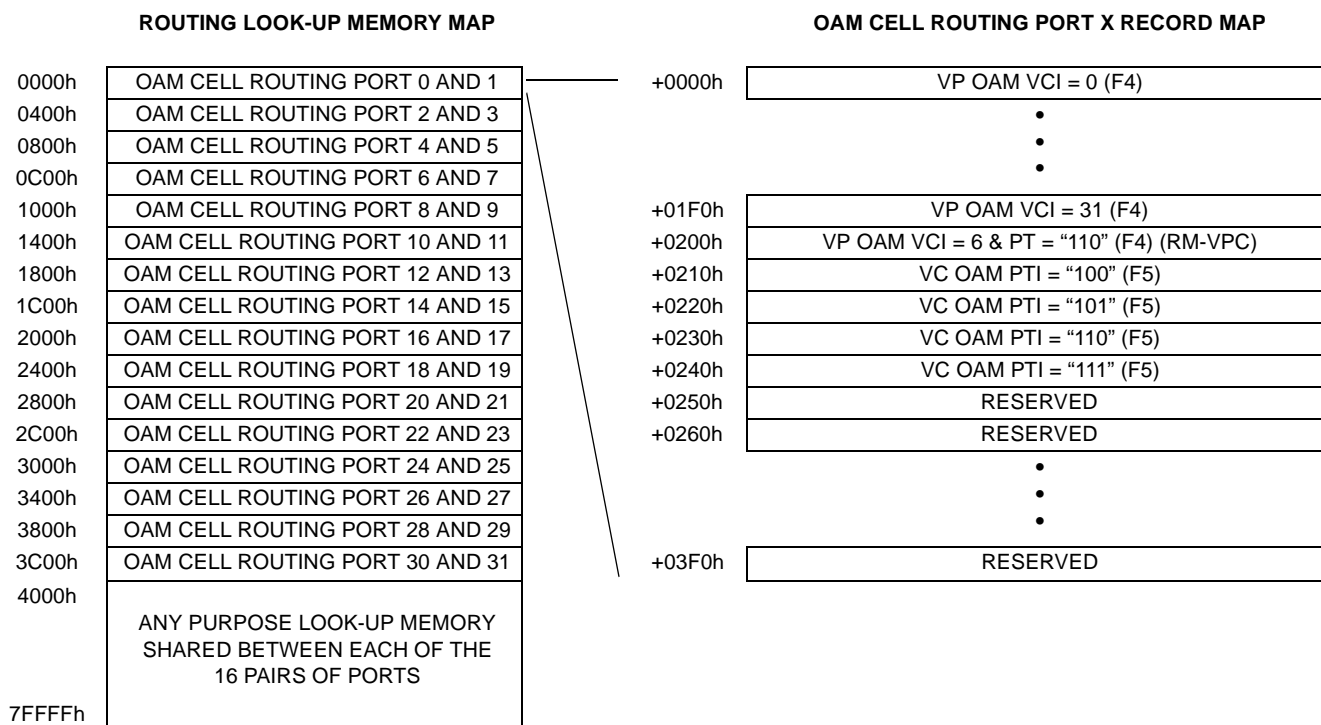 ROUTING LOOK-UP MEMORY MAP
0000h OAM CELL ROUTING PORT 0 AND 1
0400h OAM CELL ROUTING PORT 2 AND 3
0800h OAM CELL ROUTING PORT 4 AND 5
0C00h OAM CELL ROUTING PORT 6 AND 7
1000h OAM CELL ROUTING PORT 8 AND 9
1400h OAM CELL ROUTING PORT 10 AND 11
1800h OAM CELL ROUTING PORT 12 AND 13
1C00h OAM CELL ROUTING PORT 14 AND 15
2000h OAM CELL ROUTING PORT 16 AND 17
2400h OAM CELL ROUTING PORT 18 AND 19
2800h OAM CELL ROUTING PORT 20 AND 21
2C00h OAM CELL ROUTING PORT 22 AND 23
3000h OAM CELL ROUTING PORT 24 AND 25
3400h OAM CELL ROUTING PORT 26 AND 27
3800h OAM CELL ROUTING PORT 28 AND 29
3C00h OAM CELL ROUTING PORT 30 AND 31
4000h
ANY PURPOSE LOOK-UP MEMORY
SHARED BETWEEN EACH OF THE
16 PAIRS OF PORTS
7FFFFh
OAM CELL ROUTING PORT X RECORD MAP
+0000h VP OAM VCI = 0 (F4)
•
•
•
+01F0h VP OAM VCI = 31 (F4)
+0200h VP OAM VCI = 6 & PT = “110” (F4) (RM-VPC)
+0210h VC OAM PTI = “100” (F5)
+0220h VC OAM PTI = “101” (F5)
+0230h VC OAM PTI = “110” (F5)
+0240h VC OAM PTI = “111” (F5)
+0250h RESERVED
+0260h RESERVED
•
•
•
+03F0h RESERVED